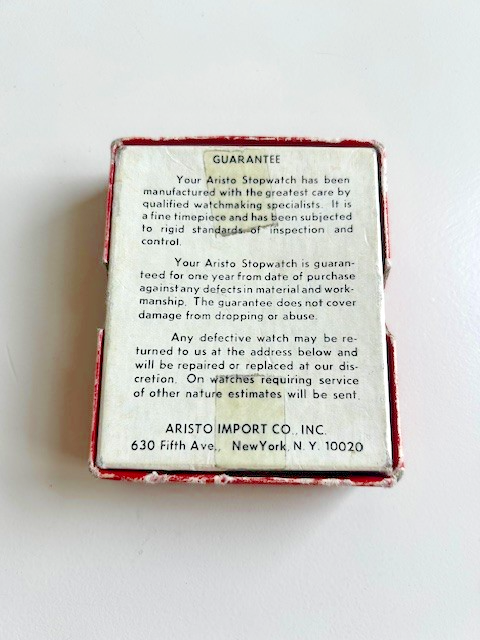 GUARANTEE
Your Aristo Stopwatch has been
manufactured with the greatest care by
qualified watchmaking specialists. It is
a fine timepiece and has been subjected
to rigid standards of inspection and
control.
Your Aristo Stopwatch is guaran-
teed for one year from date of purchase
against any defects in material and work-
manship. The guarantee does not cover
damage from dropping or abuse.
Any defective watch may be re-
turned to us at the address below and
will be repaired or replaced at our dis-
cretion. On watches requiring service
of other nature estimates will be sent.
ARISTO IMPORT CO., INC.
630 Fifth Ave., New York, N. Y. 10020